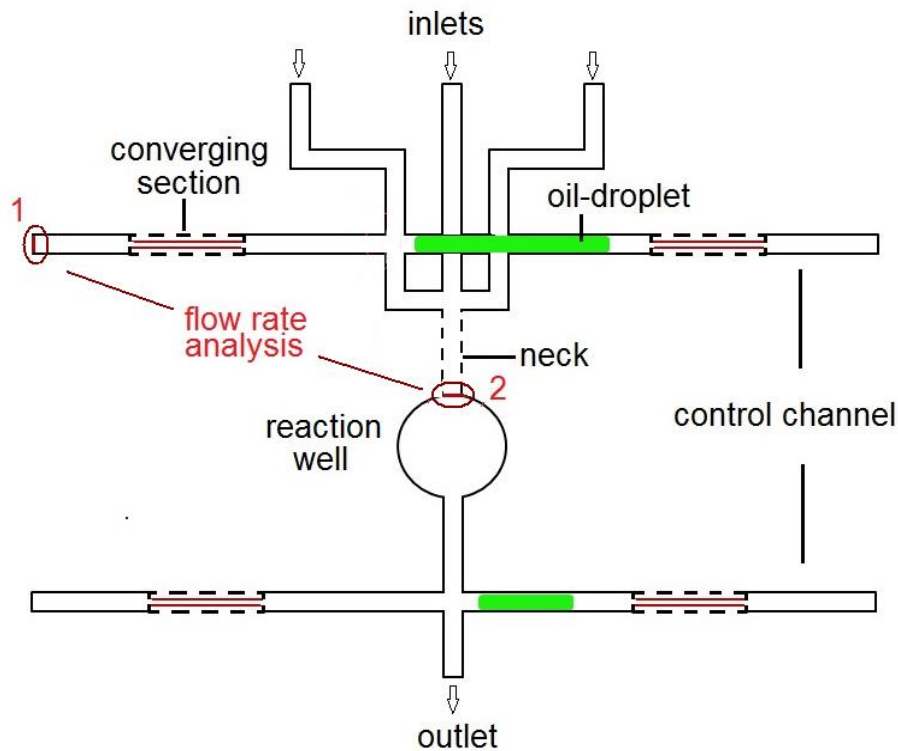 inlets
converging
section
oil-droplet
1
flow rate
analysis
neck
2
reaction
well
control channel
outlet